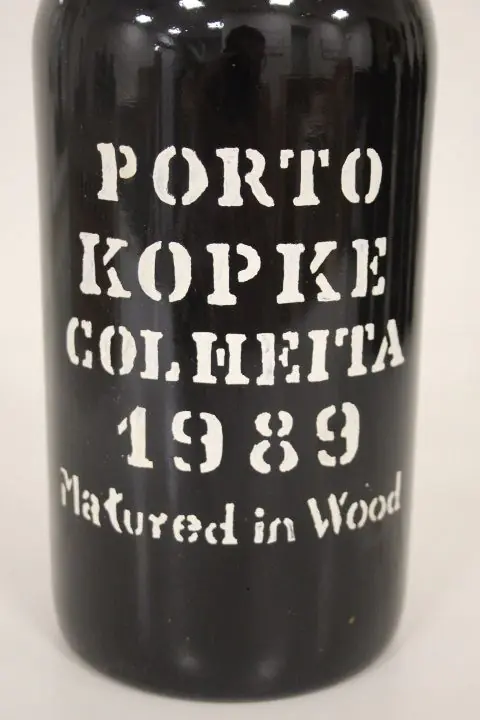 PORTO
KOPKE
COLHEITA
1989
Matured in Wood